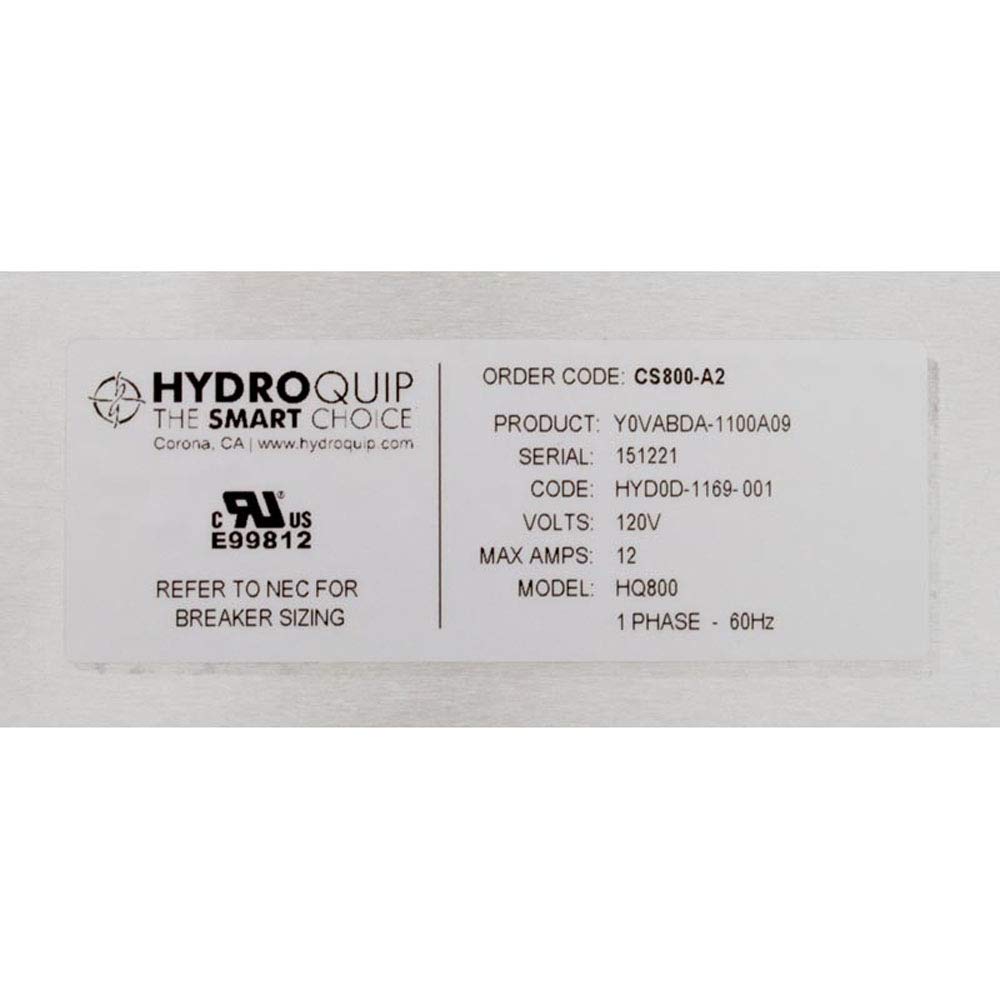 HYDROQUIP
THE SMART CHOICE
Corona, CA | www.hydroquip.com
C RU® US
E99812
REFER TO NEC FOR
BREAKER SIZING
ORDER CODE: CS800-A2
PRODUCT: Y0VABDA-1100A09
SERIAL: 151221
CODE: HYD0D-1169-001
VOLTS: 120V
MAX AMPS: 12
MODEL: HQ800
1 PHASE - 60Hz